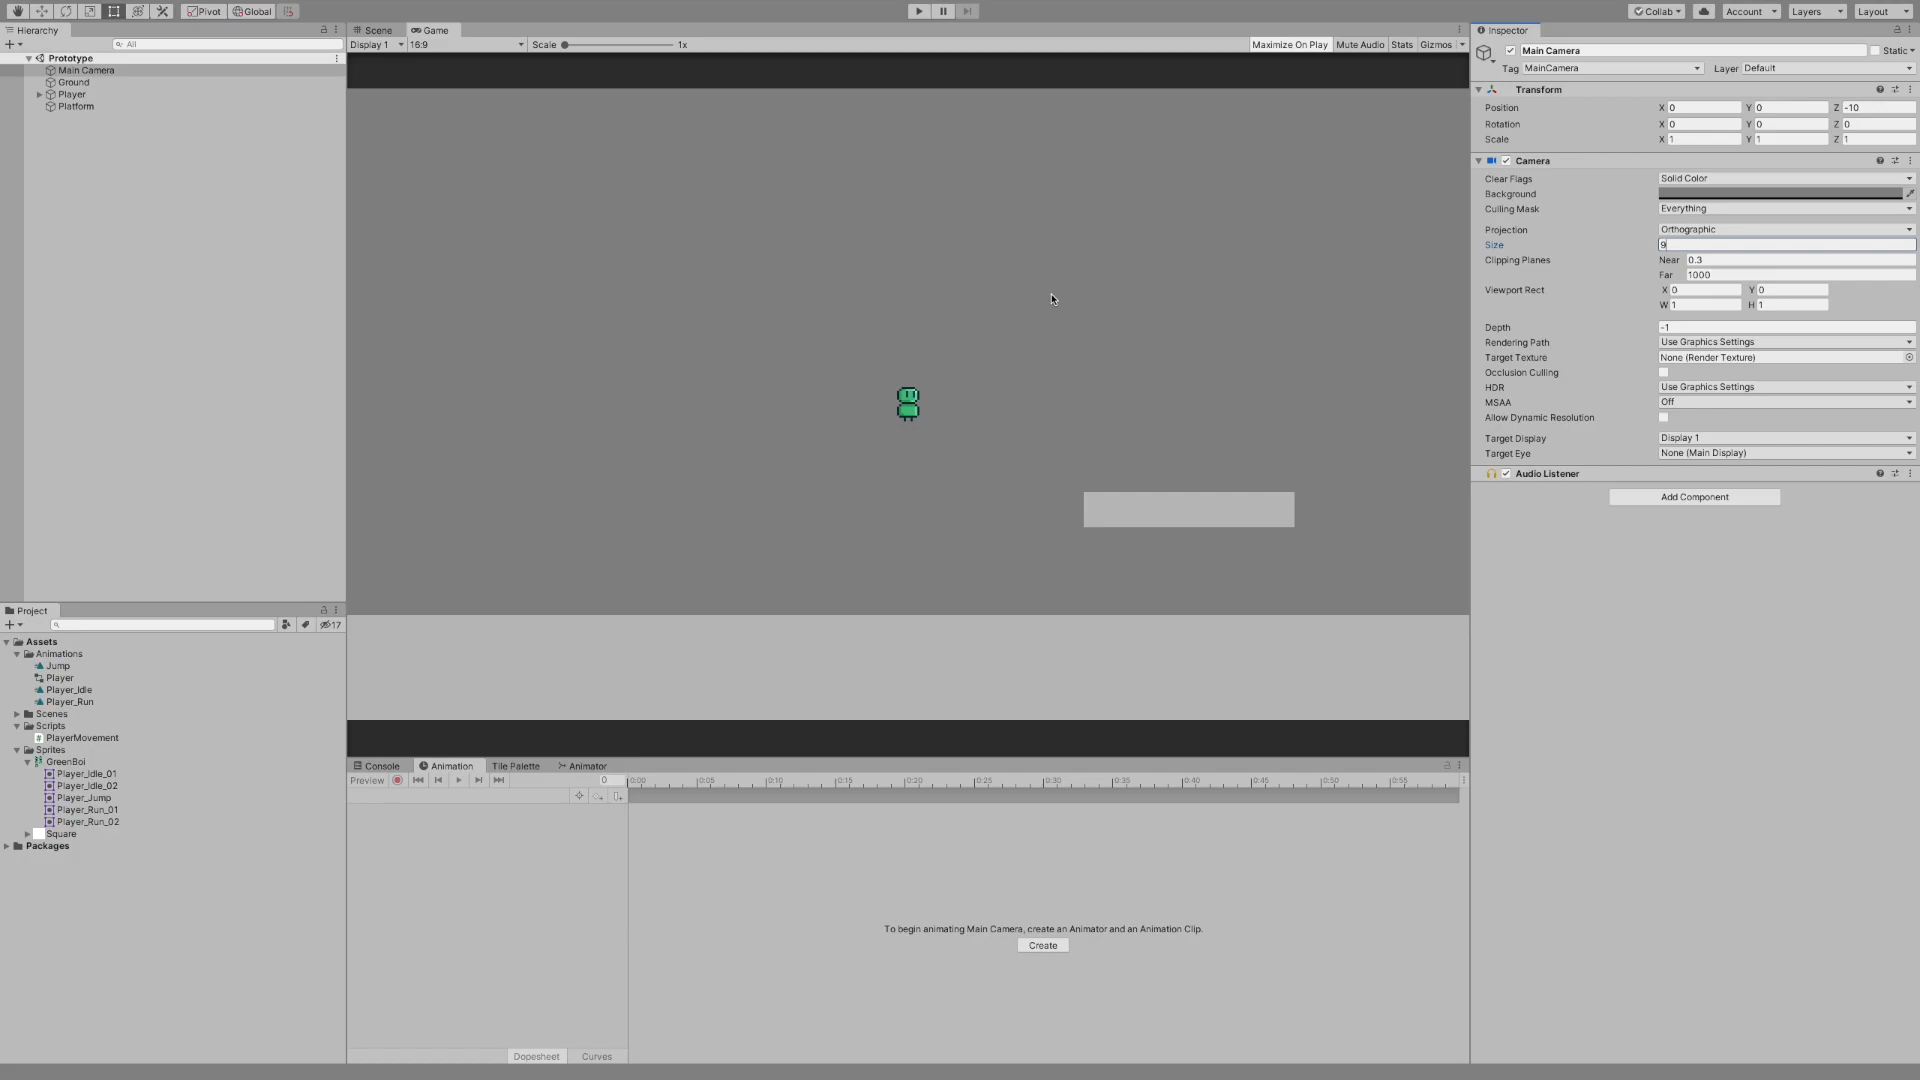 Pivot Global Collab Account Layers Layout
Hierarchy Scene Game Inspector
All Display 1 16:9 Scale 1x Maximize On Play Mute Audio Stats Gizmos
Main Camera Static
Prototype
Main Camera
Ground
Player
Platform
Tag MainCamera Layer Default
Transform
Position X 0 Y 0 Z -10
Rotation X 0 Y 0 Z 0
Scale X 1 Y 1 Z 1
Camera
Clear Flags Solid Color
Background
Culling Mask Everything
Projection Orthographic
Size 9
Clipping Planes Near 0.3
Far 1000
Viewport Rect X 0 Y 0
W 1 H 1
Depth -1
Rendering Path Use Graphics Settings
Target Texture None (Render Texture)
Occlusion Culling
HDR Use Graphics Settings
MSAA Off
Allow Dynamic Resolution
Target Display Display 1
Target Eye None (Main Display)
Audio Listener
Add Component
Project
17
Assets
Animations
Jump
Player
Player_Idle
Player_Run
Scenes
Scripts
PlayerMovement
Sprites
GreenBoi
Player_Idle_01
Player_Idle_02
Player_Jump
Player_Run_01
Player_Run_02
Square
Packages
Console Animation Tile Palette Animator
Preview 0 0:00 0:05 0:10 0:15 0:20 0:25 0:30 0:35 0:40 0:45 0:50 0:55
To begin animating Main Camera, create an Animator and an Animation Clip.
Create
Dopesheet Curves